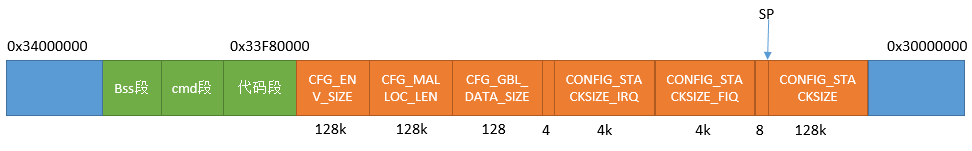 SP
0x34000000
0x33F80000
0x30000000
Bss段
cmd段
代码段
CFG_EN
V_SIZE
CFG_MAL
LOC_LEN
CFG_GBL_
DATA_SIZE
CONFIG_STA
CKSIZE_IRQ
CONFIG_STA
CKSIZE_FIQ
CONFIG_STA
CKSIZE
128k
128k
128
4
4k
4k
8
128k